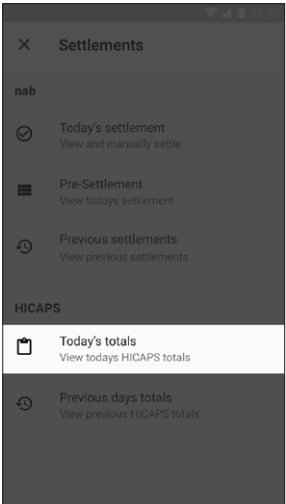 Settlements
nab
Today's settlement
View and manually settle
Pre-Settlement
View todays settlement
Previous settlements
View previous settlements
HICAPS
Today's totals
View todays HICAPS totals
Previous days totals
View previous HICAPS totals